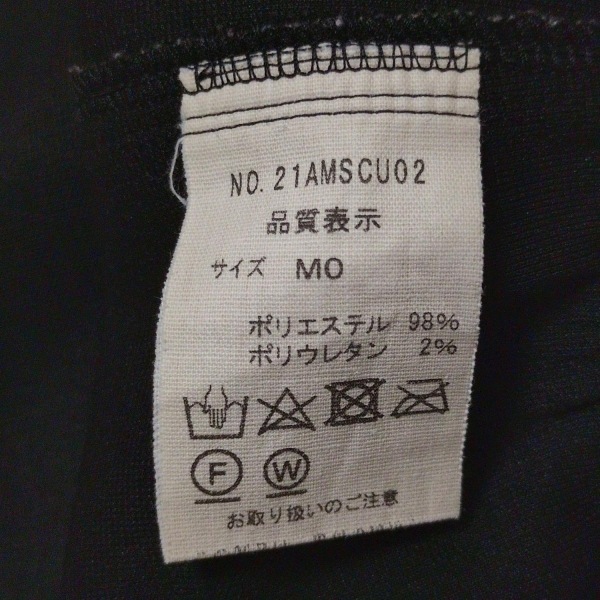 NO. 21AMSCU02
品質表示
サイズ MO
ポリエステル 98%
ポリウレタン 2%
F W
お取り扱いのご注意